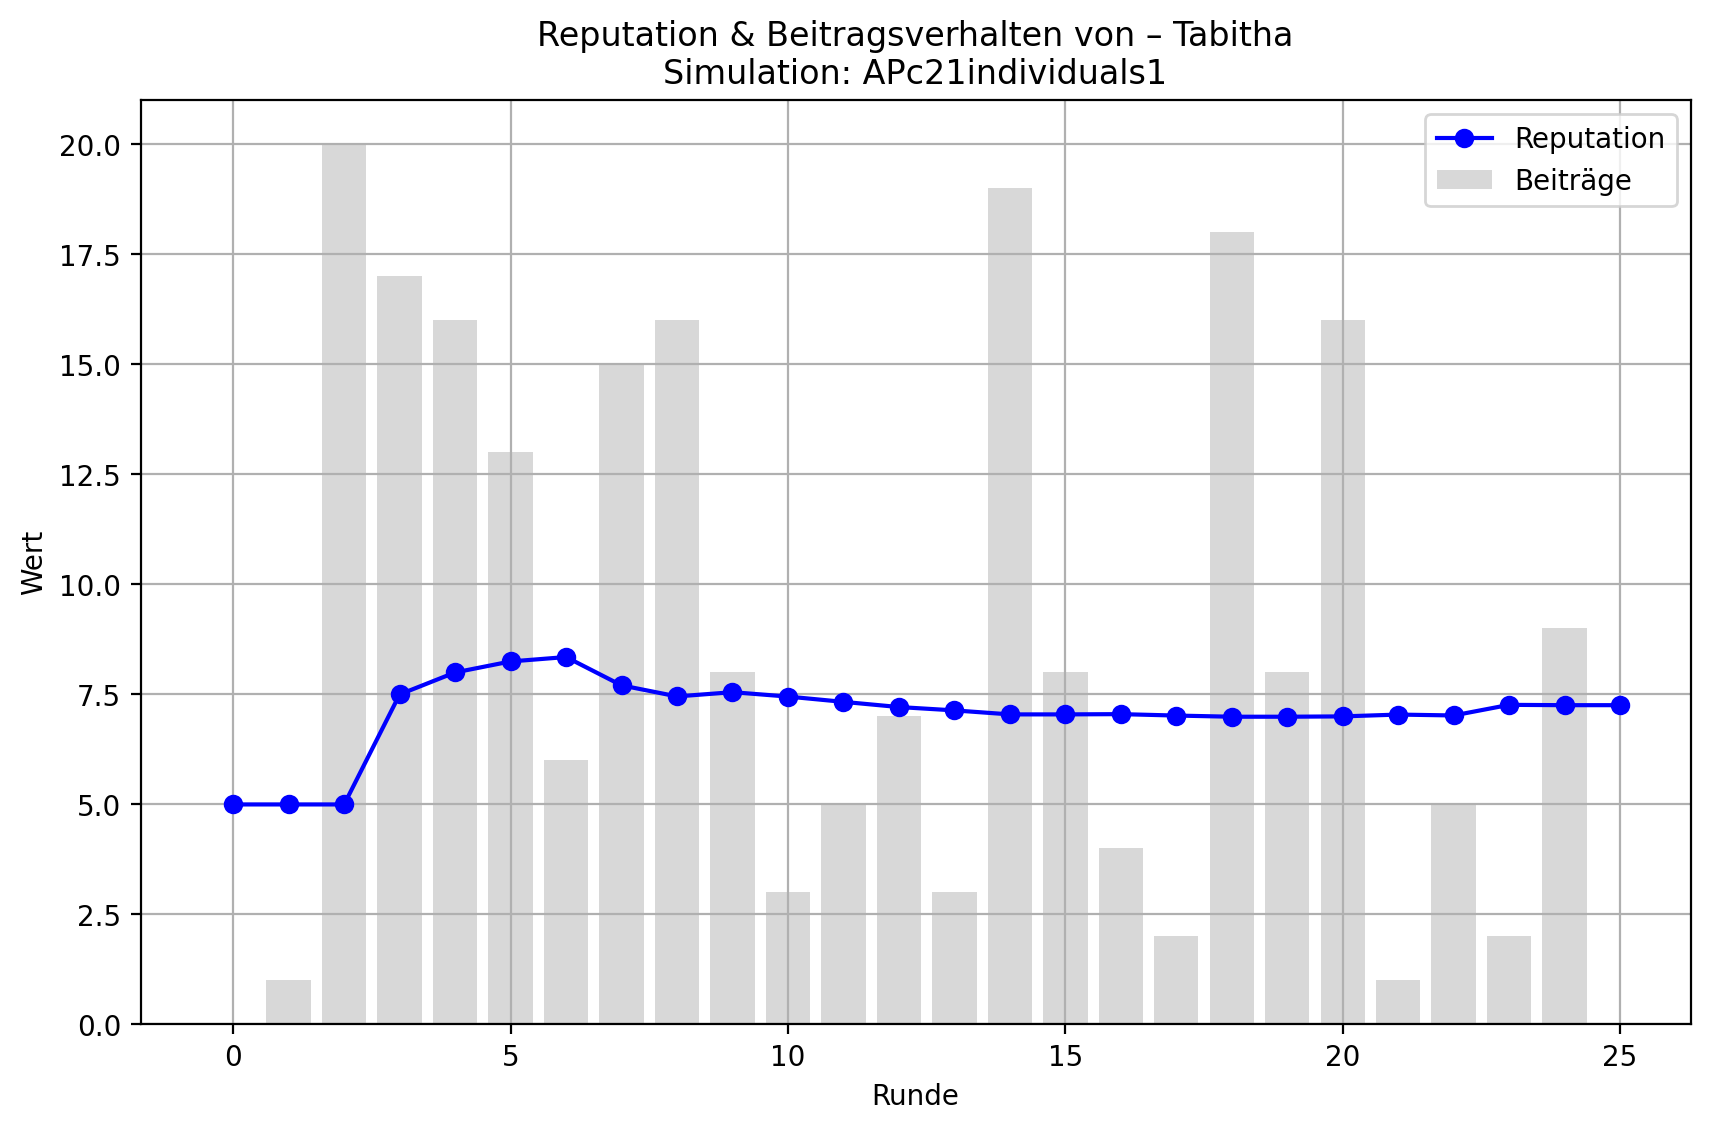 Reputation & Beitragsverhalten von – Tabitha
Simulation: APc21individuals1
Reputation
Beiträge
20.0
17.5
15.0
12.5
10.0
7.5
5.0
2.5
0.0
Wert
0 5 10 15 20 25
Runde